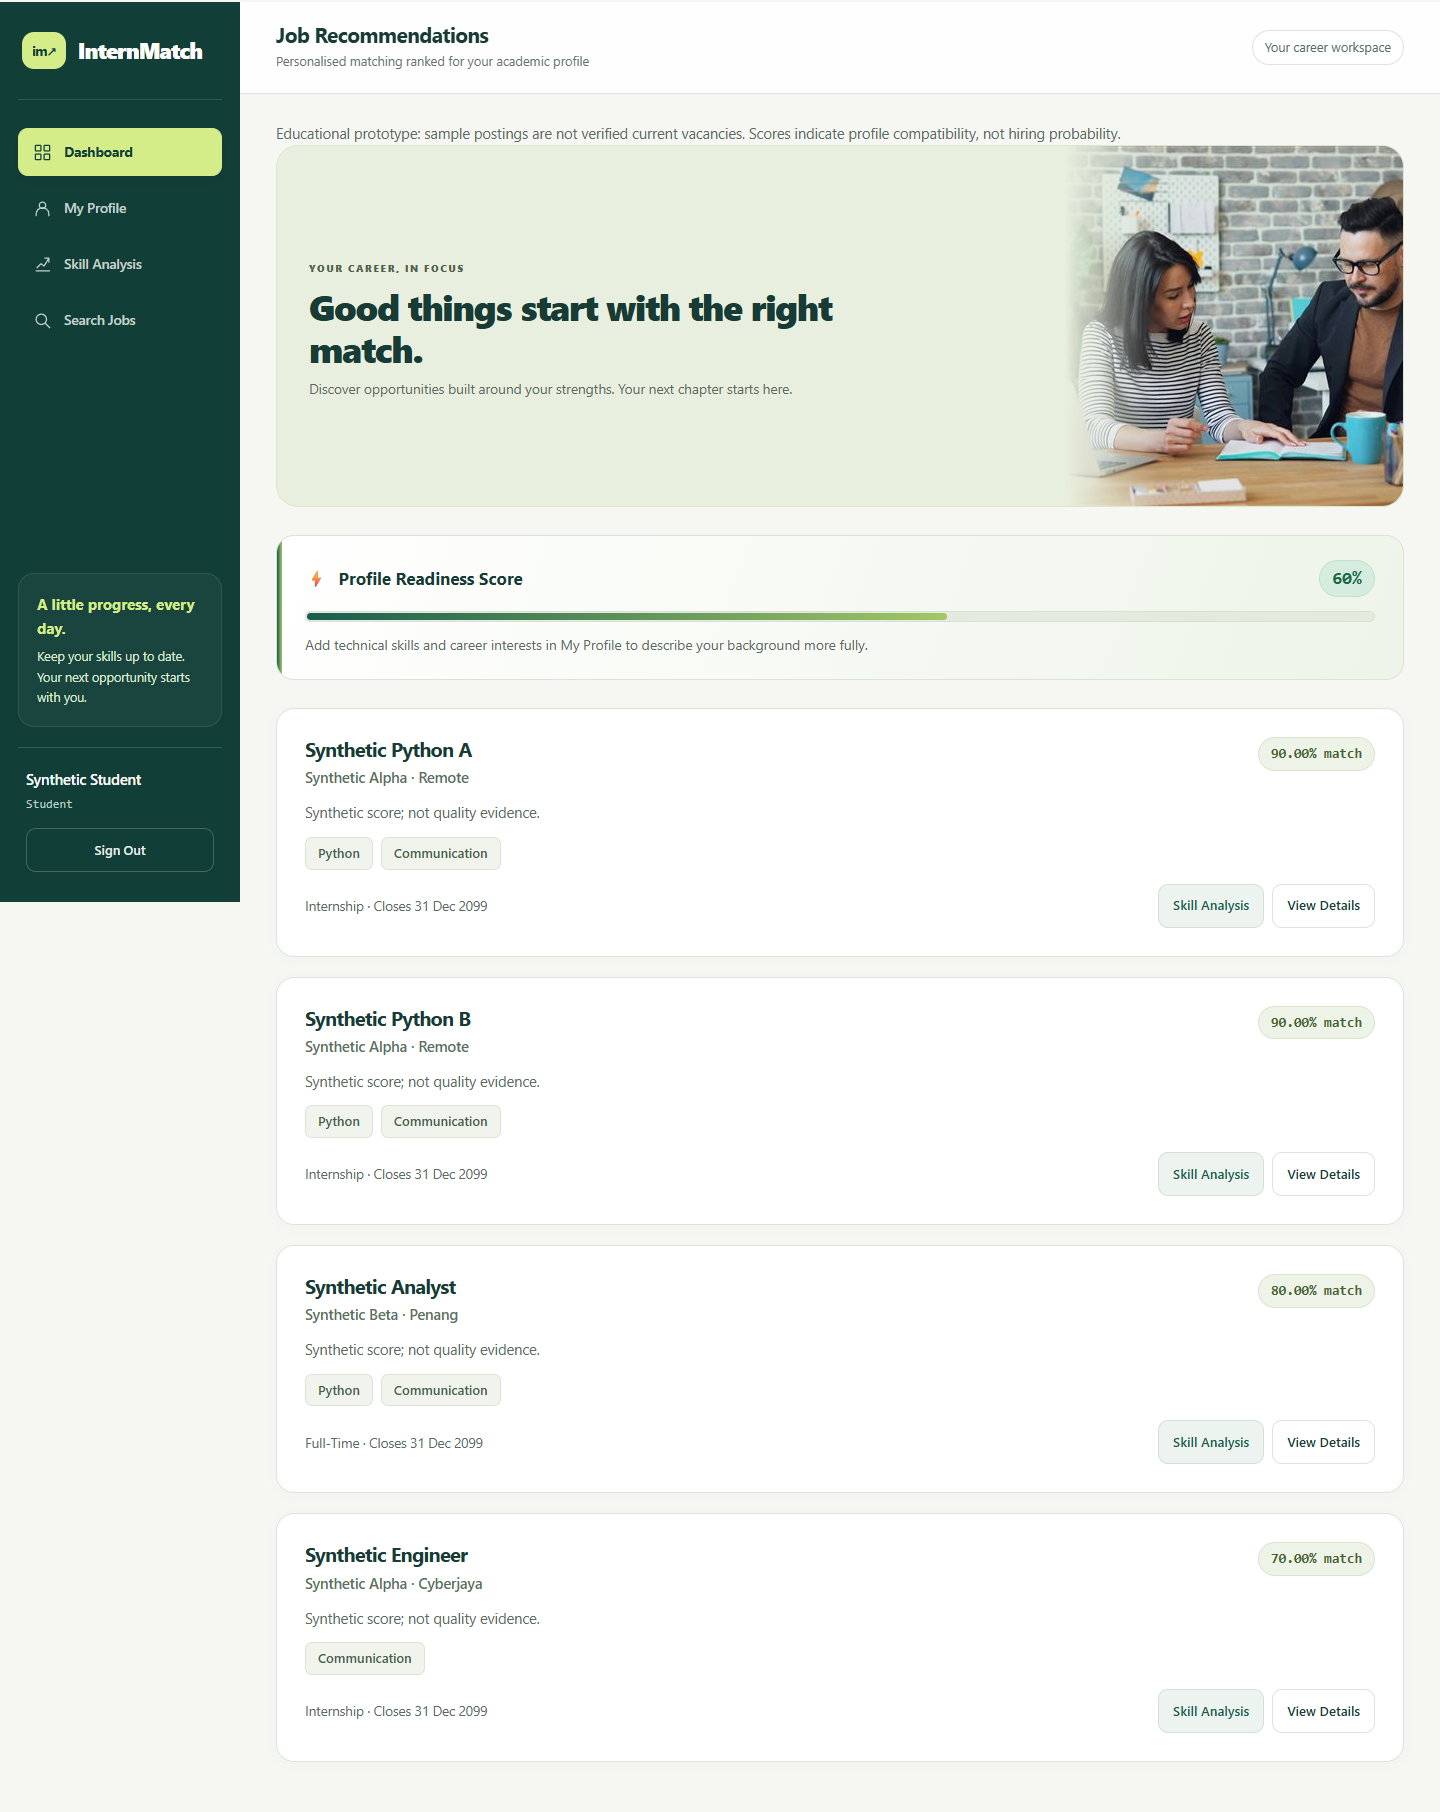 im↗ InternMatch
Dashboard
My Profile
Skill Analysis
Search Jobs
A little progress, every
day.
Keep your skills up to date.
Your next opportunity starts
with you.
Synthetic Student
Student
Sign Out
Job Recommendations
Personalised matching ranked for your academic profile
Your career workspace
Educational prototype: sample postings are not verified current vacancies. Scores indicate profile compatibility, not hiring probability.
YOUR CAREER, IN FOCUS
Good things start with the right
match.
Discover opportunities built around your strengths. Your next chapter starts here.
Profile Readiness Score
60%
Add technical skills and career interests in My Profile to describe your background more fully.
Synthetic Python A
90.00% match
Synthetic Alpha · Remote
Synthetic score; not quality evidence.
Python Communication
Internship · Closes 31 Dec 2099
Skill Analysis View Details
Synthetic Python B
90.00% match
Synthetic Alpha · Remote
Synthetic score; not quality evidence.
Python Communication
Internship · Closes 31 Dec 2099
Skill Analysis View Details
Synthetic Analyst
80.00% match
Synthetic Beta · Penang
Synthetic score; not quality evidence.
Python Communication
Full-Time · Closes 31 Dec 2099
Skill Analysis View Details
Synthetic Engineer
70.00% match
Synthetic Alpha · Cyberjaya
Synthetic score; not quality evidence.
Communication
Internship · Closes 31 Dec 2099
Skill Analysis View Details